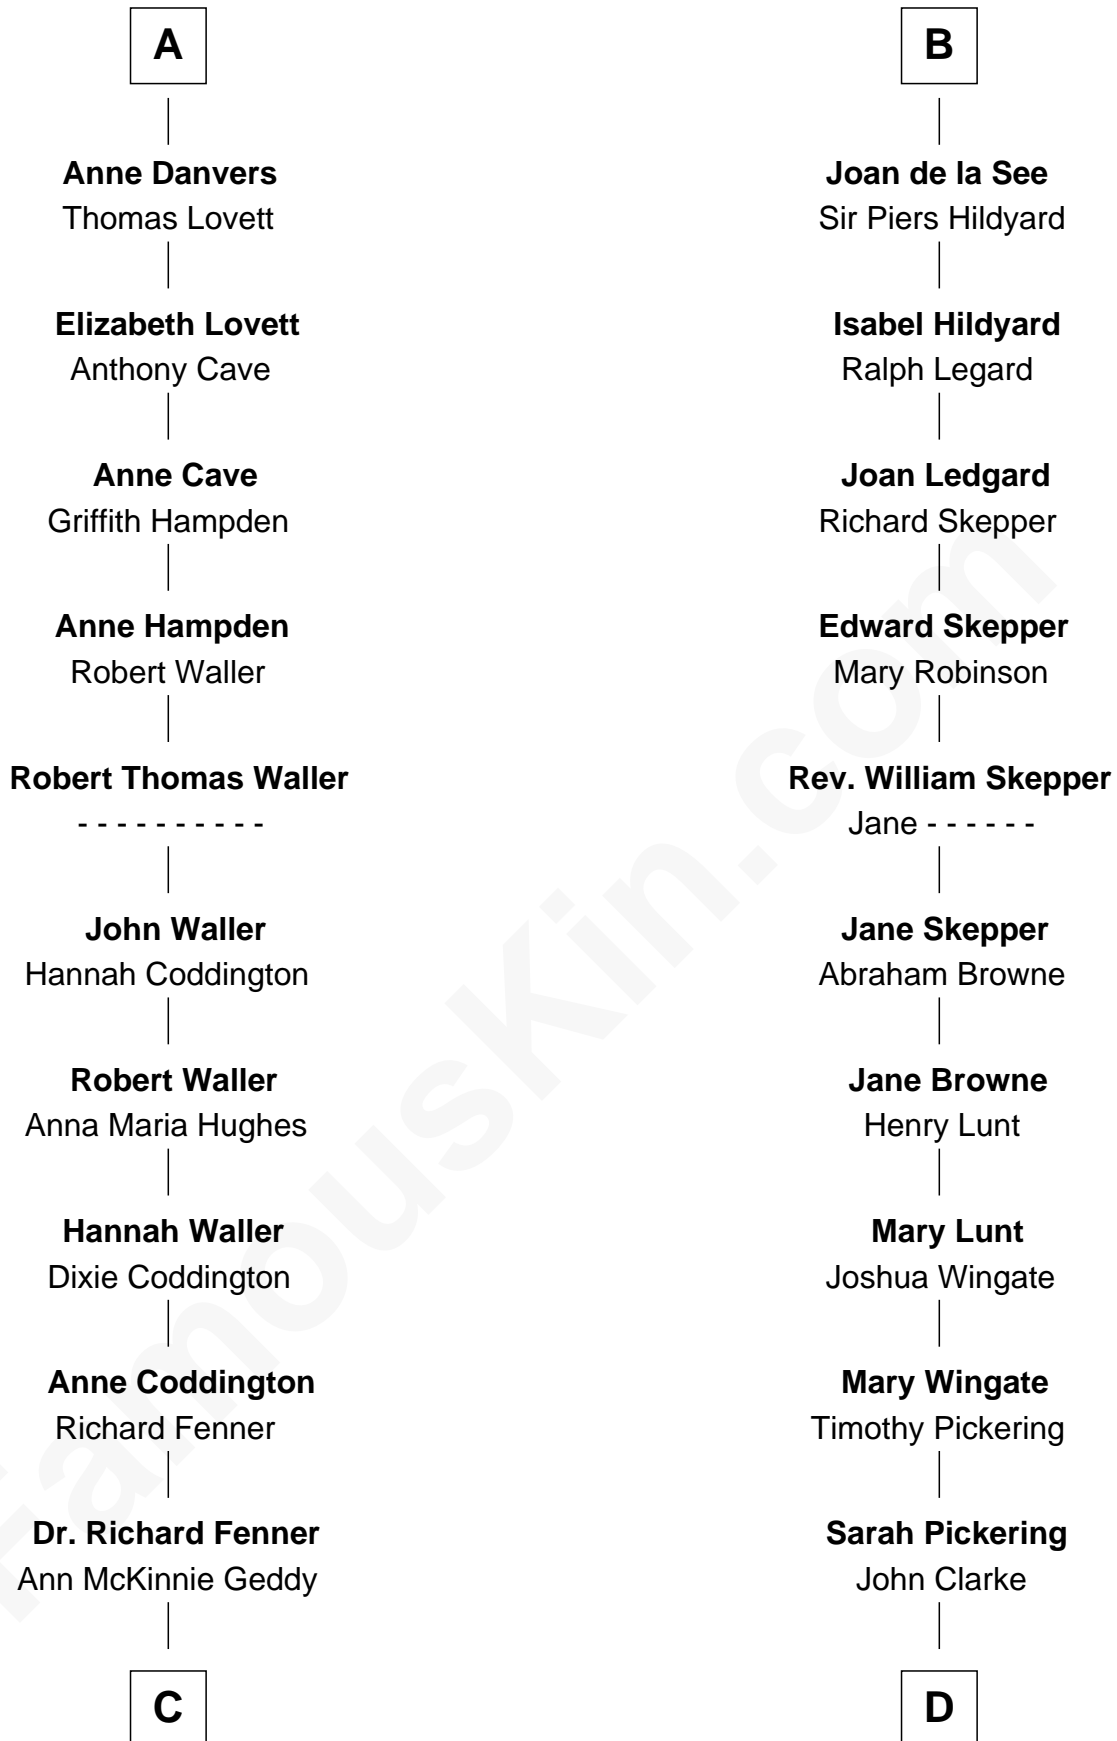 A
Anne Danvers
Thomas Lovett
Elizabeth Lovett
Anthony Cave
Anne Cave
Griffith Hampden
Anne Hampden
Robert Waller
Robert Thomas Waller
- - - - - - - - - -
John Waller
Hannah Coddington
Robert Waller
Anna Maria Hughes
Hannah Waller
Dixie Coddington
Anne Coddington
Richard Fenner
Dr. Richard Fenner
Ann McKinnie Geddy
C
B
Joan de la See
Sir Piers Hildyard
Isabel Hildyard
Ralph Legard
Joan Ledgard
Richard Skepper
Edward Skepper
Mary Robinson
Rev. William Skepper
Jane - - - - - -
Jane Skepper
Abraham Browne
Jane Browne
Henry Lunt
Mary Lunt
Joshua Wingate
Mary Wingate
Timothy Pickering
Sarah Pickering
John Clarke
D
FamousKin.com